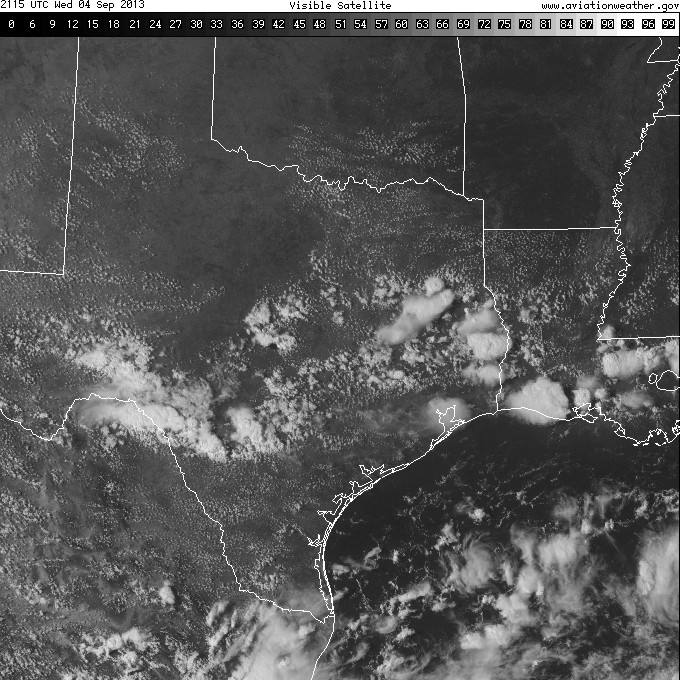 2115 UTC Wed 04 Sep 2013 Visible Satellite www.aviationweather.gov
0 6 9 12 15 18 21 24 27 30 33 36 39 42 45 48 51 54 57 60 63 66 69 72 75 78 81 84 87 90 93 96 99